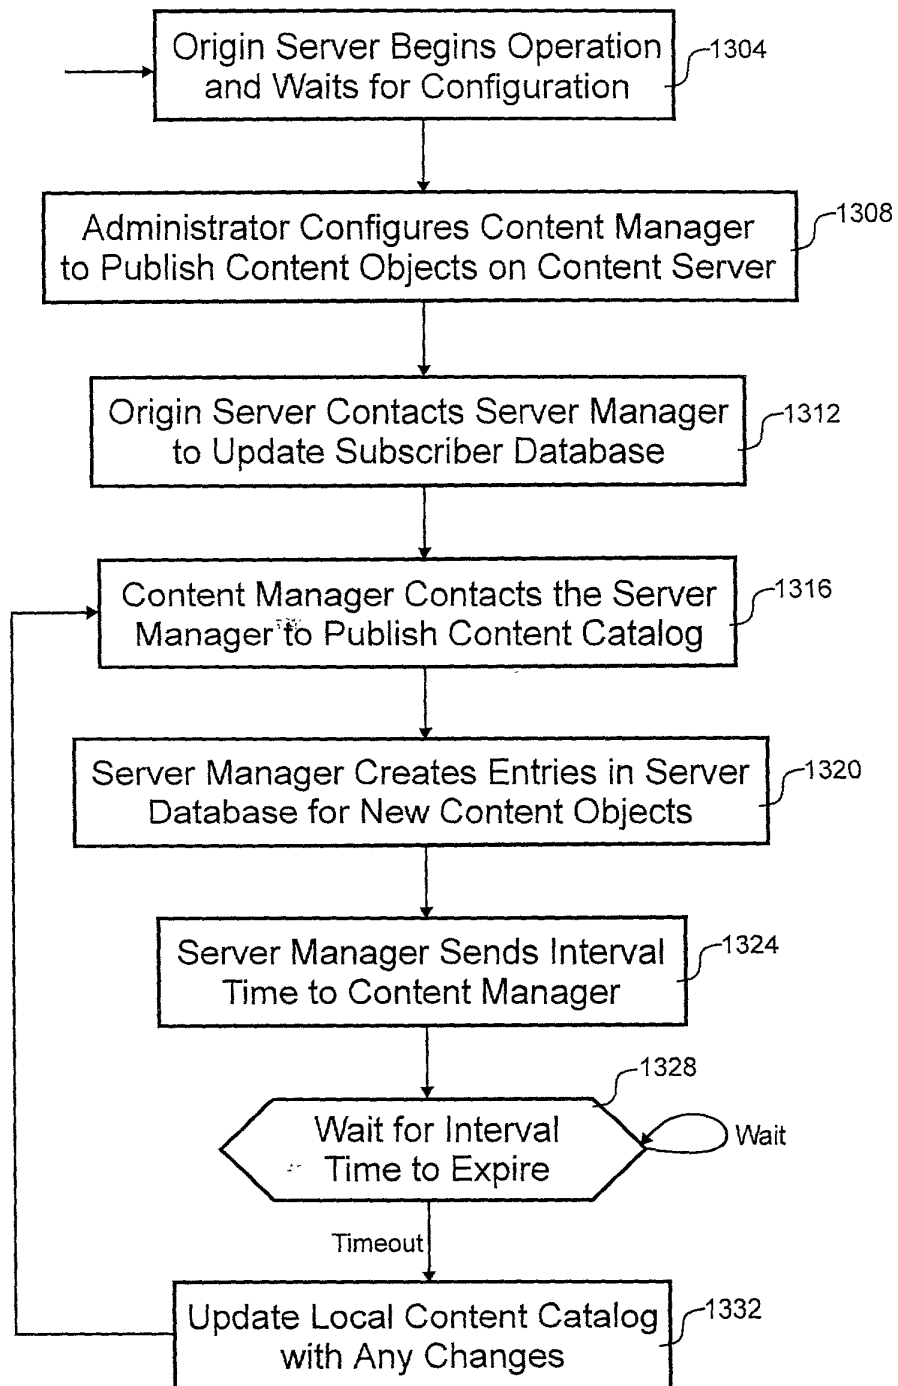 Origin Server Begins Operation
and Waits for Configuration
1304
Administrator Configures Content Manager
to Publish Content Objects on Content Server
1308
Origin Server Contacts Server Manager
to Update Subscriber Database
1312
Content Manager Contacts the Server
Manager to Publish Content Catalog
1316
Server Manager Creates Entries in Server
Database for New Content Objects
1320
Server Manager Sends Interval
Time to Content Manager
1324
Wait for Interval
Time to Expire
1328
Wait
Timeout
Update Local Content Catalog
with Any Changes
1332